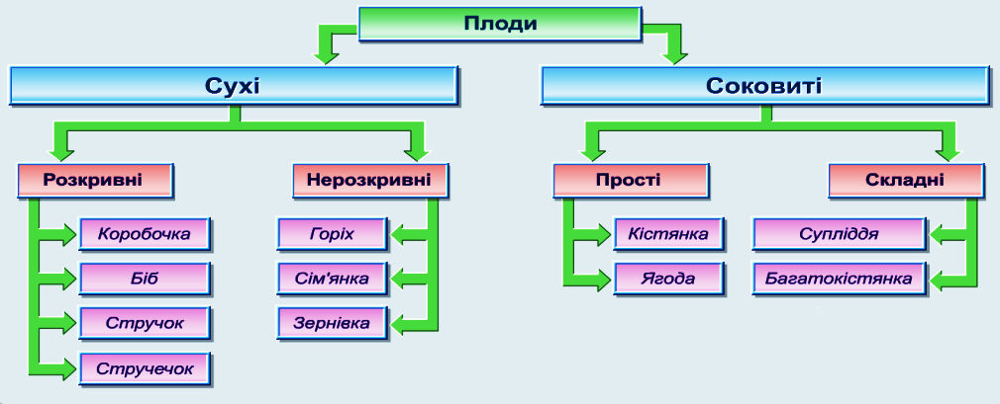 Плоди
Сухі
Соковиті
Розкривні
Нерозкривні
Прості
Складні
Коробочка
Біб
Стручок
Стручечок
Горіх
Сім'янка
Зернівка
Кістянка
Ягода
Супліддя
Багатокістянка